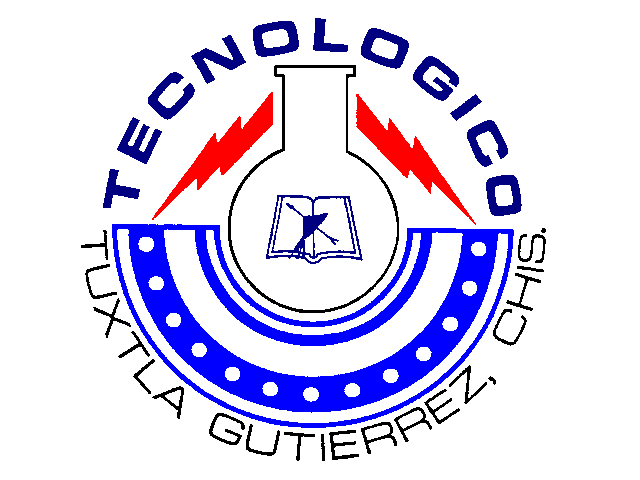 TECNOLOGICO
TUXTLA GUTIERREZ, CHIS.